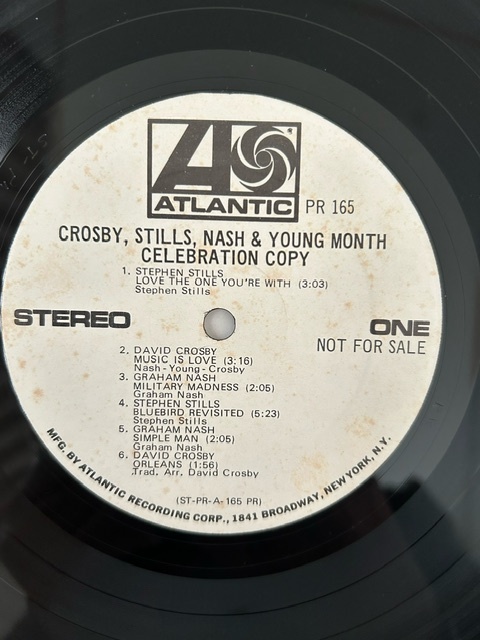 ATLANTIC
PR 165
CROSBY, STILLS, NASH & YOUNG MONTH
CELEBRATION COPY
1. STEPHEN STILLS
LOVE THE ONE YOU'RE WITH (3:03)
Stephen Stills
STEREO
ONE
NOT FOR SALE
2. DAVID CROSBY
MUSIC IS LOVE (3:16)
Nash-Young-Crosby
3. GRAHAM NASH
MILITARY MADNESS (2:05)
Graham Nash
4. STEPHEN STILLS
BLUEBIRD REVISITED (5:23)
Stephen Stills
5. GRAHAM NASH
SIMPLE MAN (2:05)
Graham Nash
6. DAVID CROSBY
ORLEANS (1:56)
Trad. Arr. David Crosby
(ST-PR-A-165 PR)
MFG. BY ATLANTIC RECORDING CORP., 1841 BROADWAY, NEW YORK, N.Y.